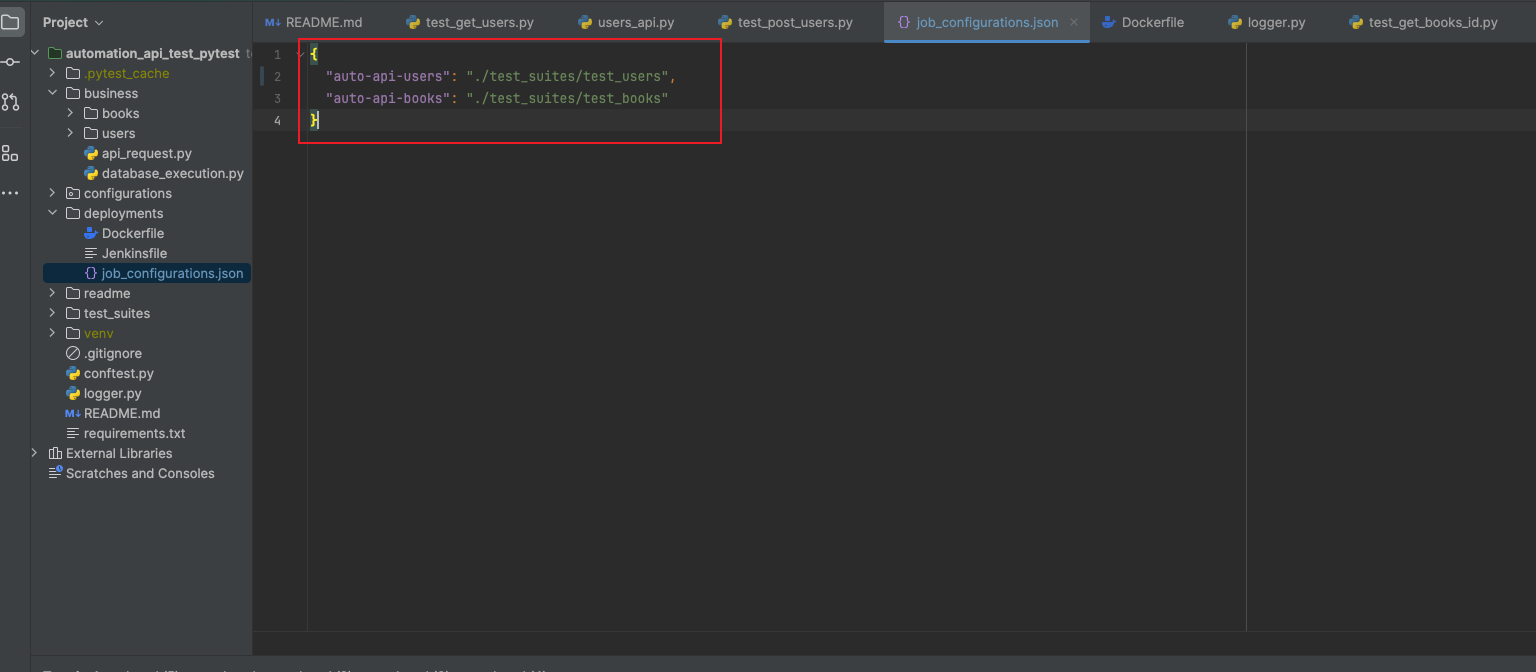 Project
README.md
test_get_users.py
users_api.py
test_post_users.py
job_configurations.json
Dockerfile
logger.py
test_get_books_id.py
automation_api_test_pytest
.pytest_cache
business
books
users
api_request.py
database_execution.py
configurations
deployments
Dockerfile
Jenkinsfile
job_configurations.json
readme
test_suites
venv
.gitignore
conftest.py
logger.py
README.md
requirements.txt
External Libraries
Scratches and Consoles
1 {
2 "auto-api-users": "./test_suites/test_users",
3 "auto-api-books": "./test_suites/test_books"
4 }